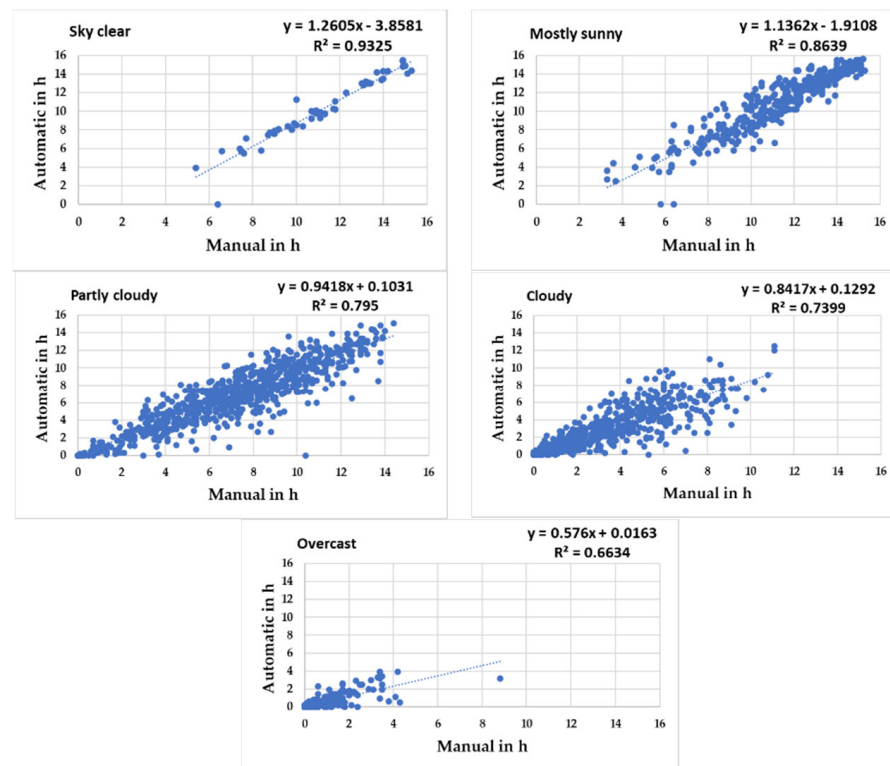 Sky clear
y = 1.2605x - 3.8581
R² = 0.9325
16
14
12
10
8
6
4
2
0
0 2 4 6 8 10 12 14 16
Automatic in h
Manual in h
Mostly sunny
y = 1.1362x - 1.9108
R² = 0.8639
16
14
12
10
8
6
4
2
0
0 2 4 6 8 10 12 14 16
Automatic in h
Manual in h
Partly cloudy
y = 0.9418x + 0.1031
R² = 0.795
16
14
12
10
8
6
4
2
0
0 2 4 6 8 10 12 14 16
Automatic in h
Manual in h
Cloudy
y = 0.8417x + 0.1292
R² = 0.7399
16
14
12
10
8
6
4
2
0
0 2 4 6 8 10 12 14 16
Automatic in h
Manual in h
Overcast
y = 0.576x + 0.0163
R² = 0.6634
16
14
12
10
8
6
4
2
0
0 2 4 6 8 10 12 14 16
Automatic in h
Manual in h